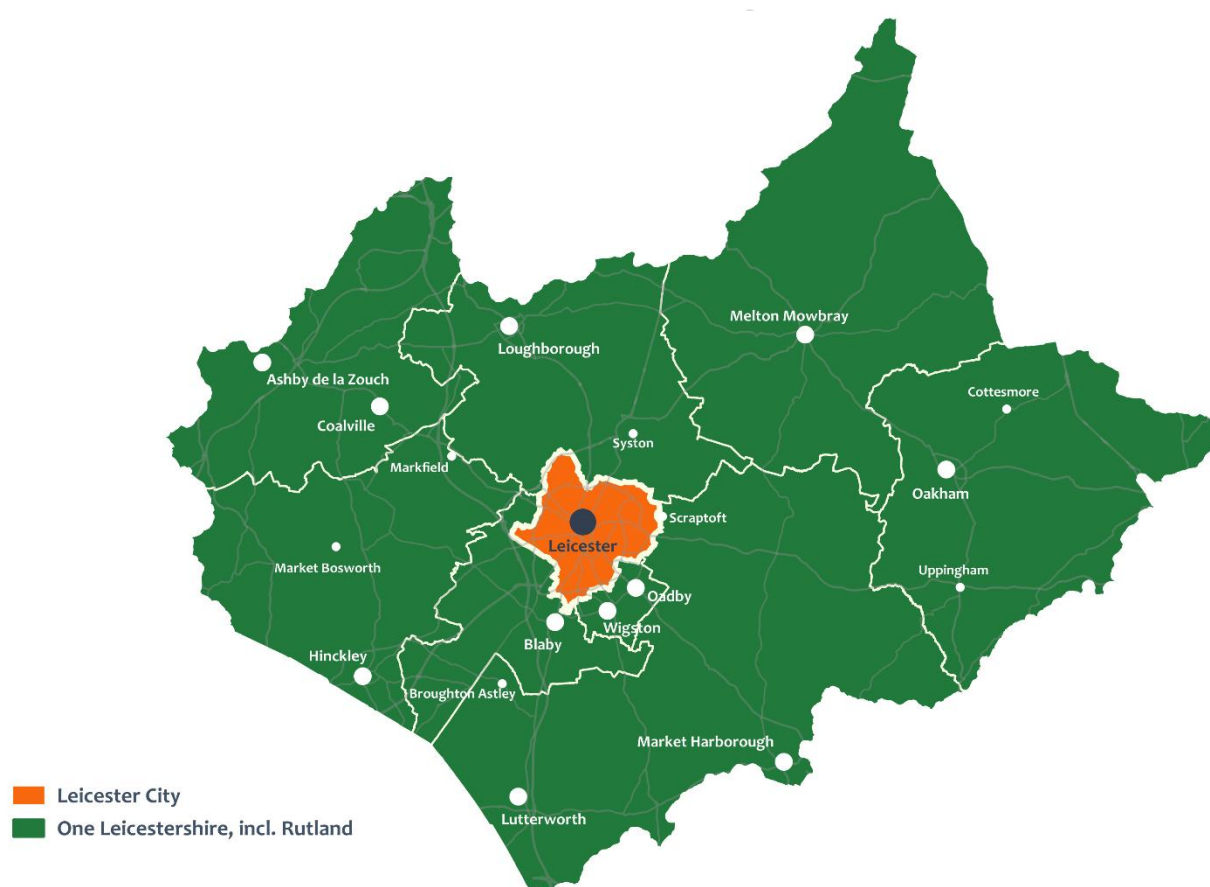 Melton Mowbray
Loughborough
Ashby de la Zouch
Cottesmore
Coalville
Syston
Markfield
Oakham
Scraptoft
Leicester
Market Bosworth
Uppingham
Oadby
Wigston
Blaby
Hinckley
Broughton Astley
Market Harborough
Lutterworth
Leicester City
One Leicestershire, incl. Rutland